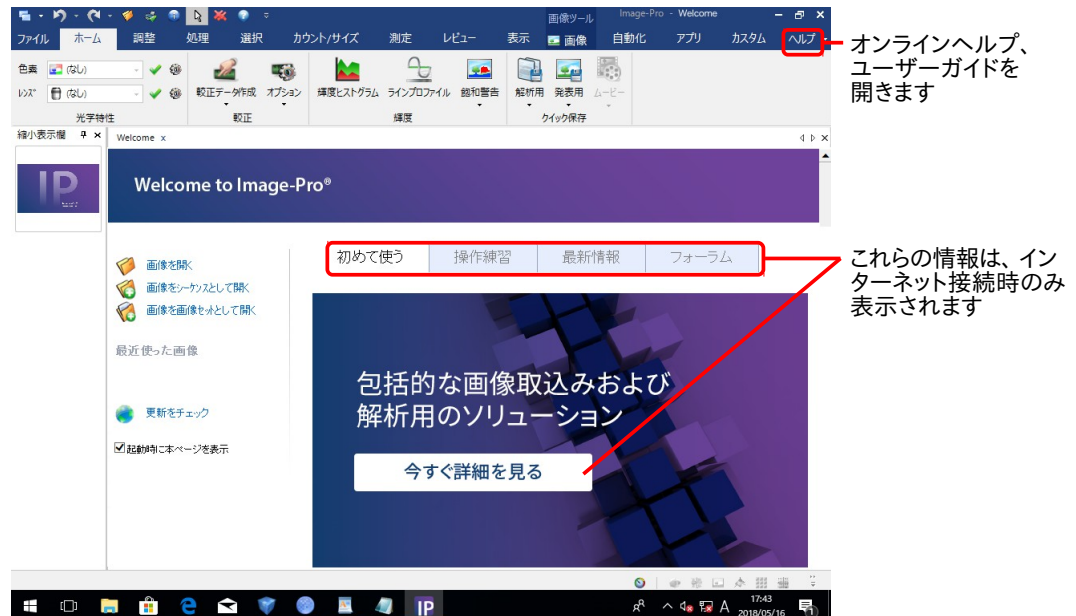 画像ツール
Image-Pro - Welcome
ファイル ホーム 調整 処理 選択 カウント/サイズ 測定 レビュー 表示 画像 自動化 アプリ カスタム ヘルプ
色素 (なし)
レンズ (なし)
較正データ作成 オプション 輝度ヒストグラム ラインプロファイル 飽和警告 解析用 発表用 ムービー
光学特性 較正 輝度 クイック保存
縮小表示欄
Welcome x
IP
Welcome to Image-Pro®
初めて使う 操作練習 最新情報 フォーラム
画像を開く
画像をシーケンスとして開く
画像を画像セットとして開く
最近使った画像
更新をチェック
起動時に本ページを表示
包括的な画像取込みおよび
解析用のソリューション
今すぐ詳細を見る
オンラインヘルプ、
ユーザーガイドを
開きます
これらの情報は、イン
ターネット接続時のみ
表示されます
IP
A
17:43
2018/05/16